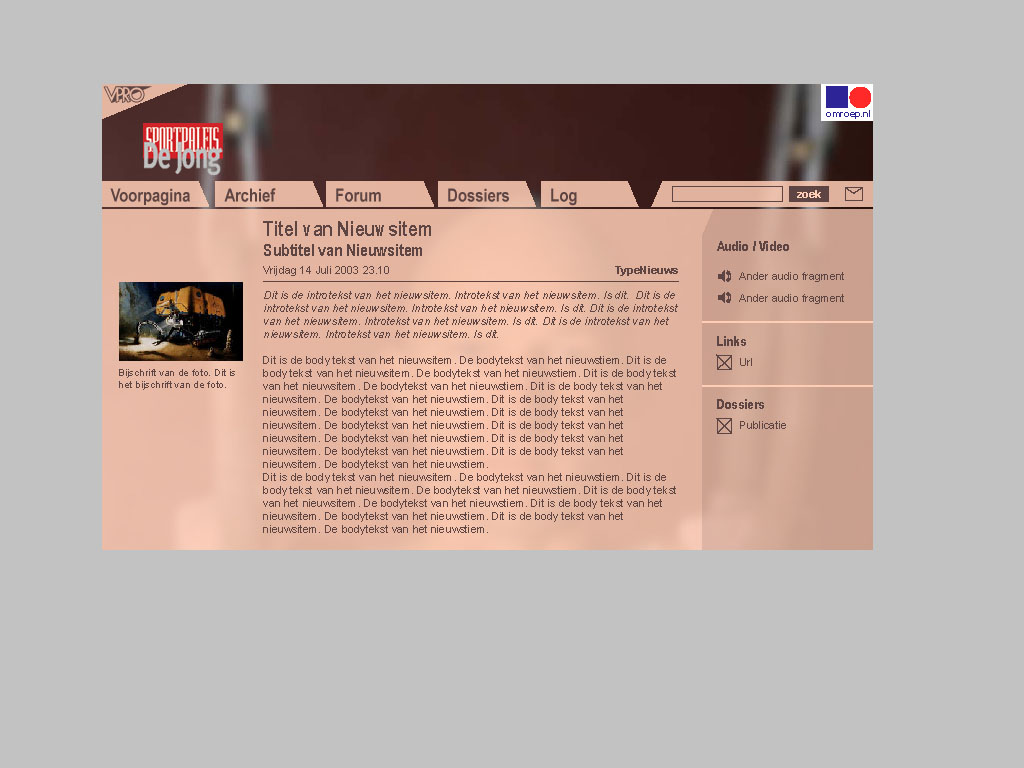 VPRO
omroep.nl
SPORTPALEIS
De Jong
Voorpagina
Archief
Forum
Dossiers
Log
zoek
Titel van Nieuwsitem
Subtitel van Nieuwsitem
Vrijdag 14 Juli 2003 23.10
TypeNieuws
Dit is de introtekst van het nieuwsitem. Introtekst van het nieuwsitem. Is dit. Dit is de
introtekst van het nieuwsitem. Introtekst van het nieuwsitem. Is dit. Dit is de introtekst
van het nieuwsitem. Introtekst van het nieuwsitem. Is dit. Dit is de introtekst van het
nieuwsitem. Introtekst van het nieuwsitem. Is dit.
Bijschrift van de foto. Dit is
het bijschrift van de foto.
Dit is de body tekst van het nieuwsitem. De bodytekst van het nieuwstiem. Dit is de
body tekst van het nieuwsitem. De bodytekst van het nieuwstiem. Dit is de body tekst
van het nieuwsitem. De bodytekst van het nieuwstiem. Dit is de body tekst van het
nieuwsitem. De bodytekst van het nieuwstiem. Dit is de body tekst van het
nieuwsitem. De bodytekst van het nieuwstiem. Dit is de body tekst van het
nieuwsitem. De bodytekst van het nieuwstiem. Dit is de body tekst van het
nieuwsitem. De bodytekst van het nieuwstiem. Dit is de body tekst van het
nieuwsitem. De bodytekst van het nieuwstiem. Dit is de body tekst van het
nieuwsitem. De bodytekst van het nieuwstiem.
Dit is de body tekst van het nieuwsitem. De bodytekst van het nieuwstiem. Dit is de
body tekst van het nieuwsitem. De bodytekst van het nieuwstiem. Dit is de body tekst
van het nieuwsitem. De bodytekst van het nieuwstiem. Dit is de body tekst van het
nieuwsitem. De bodytekst van het nieuwstiem. Dit is de body tekst van het
nieuwsitem. De bodytekst van het nieuwstiem.
Audio / Video
Ander audio fragment
Ander audio fragment
Links
Url
Dossiers
Publicatie